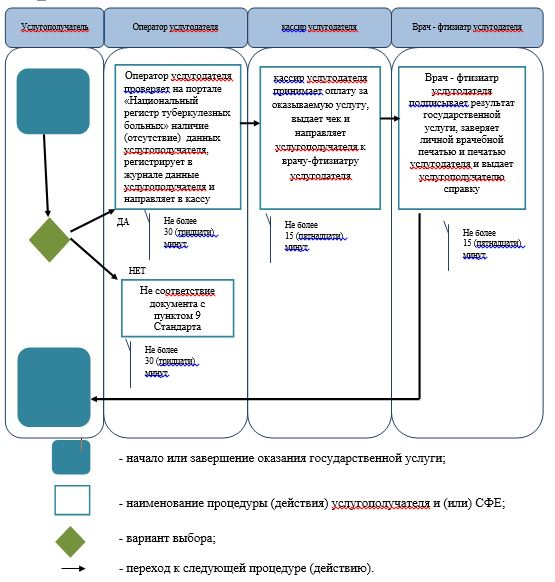 Услугополучатель
Оператор услугодателя
кассир услугодателя
Врач - фтизиатр услугодателя
Оператор услугодателя
проверяет на портале
«Национальный
регистр туберкулезных
больных» наличие
(отсутствие) данных
услугополучателя,
регистрирует в
журнале данные
услугополучателя и
направляет в кассу
кассир услугодателя
принимает оплату за
оказываемую услугу,
выдает чек и
направляет
услугополучателя к
врачу-фтизиатру
услугодателя
Врач - фтизиатр
услугодателя
подписывает результат
государственной
услуги, заверяет
личной врачебной
печатью и печатью
услугодателя и выдает
услугополучателю
справку
ДА
Не более
30 (тридцати)
минут.
Не более
15 (пятнадцати)
минут.
Не более
15 (пятнадцати)
минут.
НЕТ
Не соответствие
документа с
пунктом 9
Стандарта
Не более
30 (тридцати)
минут.
- начало или завершение оказания государственной услуги;
- наименование процедуры (действия) услугополучателя и (или) СФЕ;
- вариант выбора;
- переход к следующей процедуре (действию).